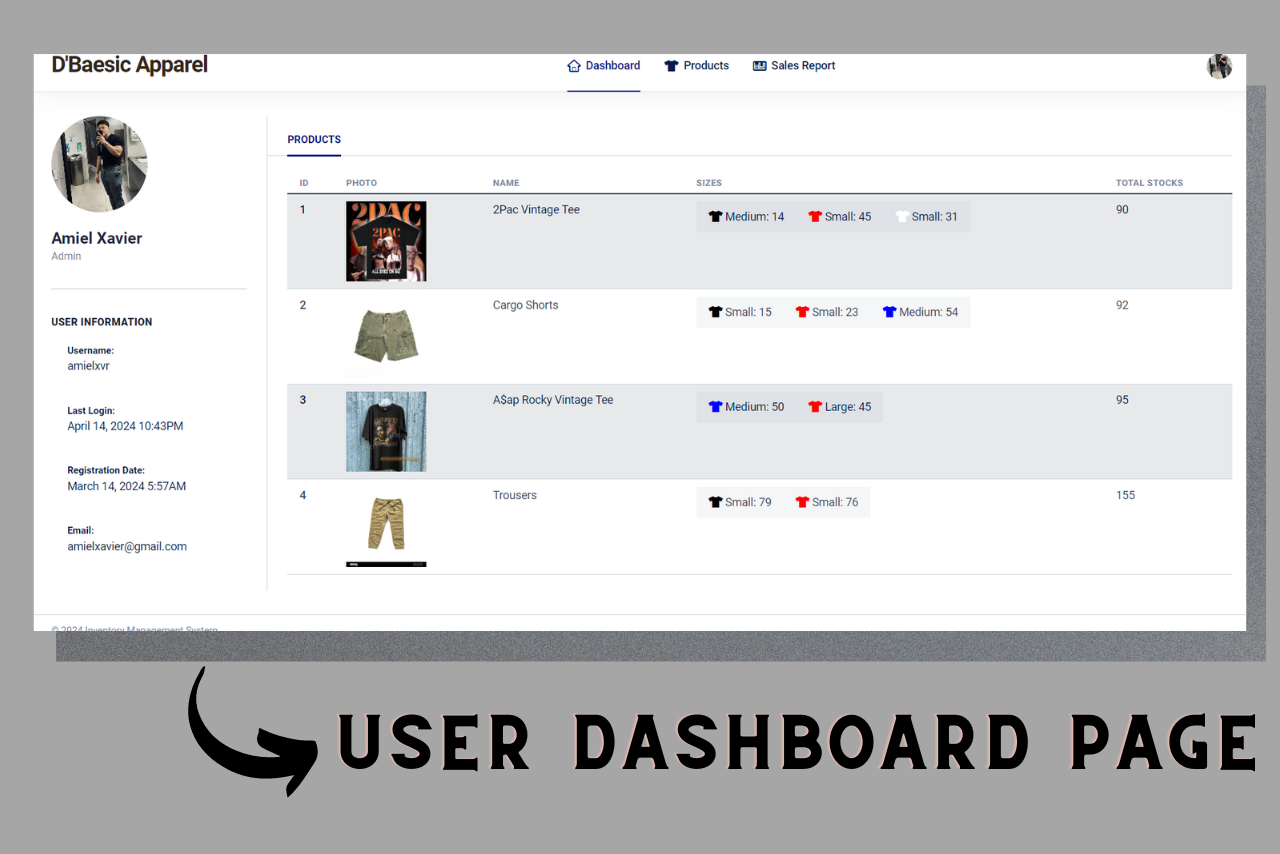 D'Baesic Apparel
Dashboard Products Sales Report
Amiel Xavier
Admin
USER INFORMATION
Username:
amielxvr
Last Login:
April 14, 2024 10:43PM
Registration Date:
March 14, 2024 5:57AM
Email:
amielxavier@gmail.com
PRODUCTS
ID PHOTO NAME SIZES TOTAL STOCKS
1 2Pac Vintage Tee Medium: 14 Small: 45 Small: 31 90
2PAC
2PAC
ALL EYEZ ON ME
2 Cargo Shorts Small: 15 Small: 23 Medium: 54 92
3 A$ap Rocky Vintage Tee Medium: 50 Large: 45 95
4 Trousers Small: 79 Small: 76 155
© 2024 Inventory Management System
USER DASHBOARD PAGE